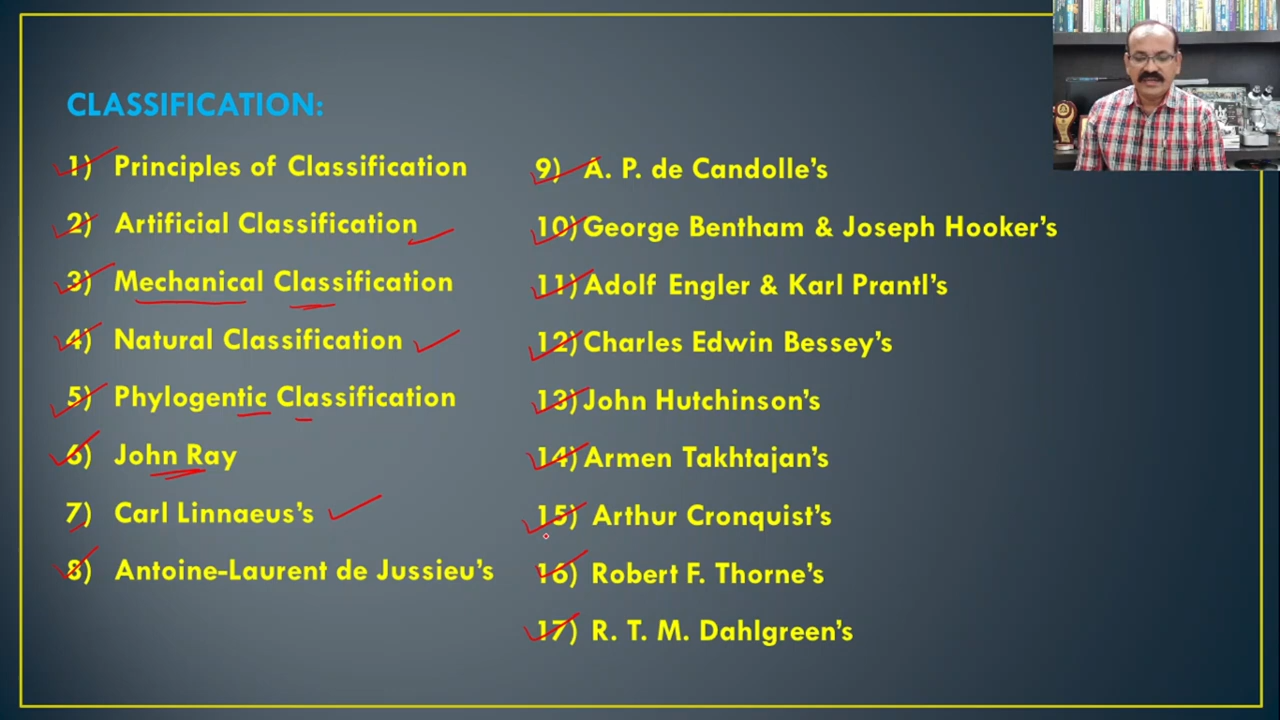 CLASSIFICATION:
1) Principles of Classification
2) Artificial Classification
3) Mechanical Classification
4) Natural Classification
5) Phylogentic Classification
6) John Ray
7) Carl Linnaeus’s
8) Antoine-Laurent de Jussieu’s
9) A. P. de Candolle’s
10) George Bentham & Joseph Hooker’s
11) Adolf Engler & Karl Prantl’s
12) Charles Edwin Bessey’s
13) John Hutchinson’s
14) Armen Takhtajan’s
15) Arthur Cronquist’s
16) Robert F. Thorne’s
17) R. T. M. Dahlgreen’s